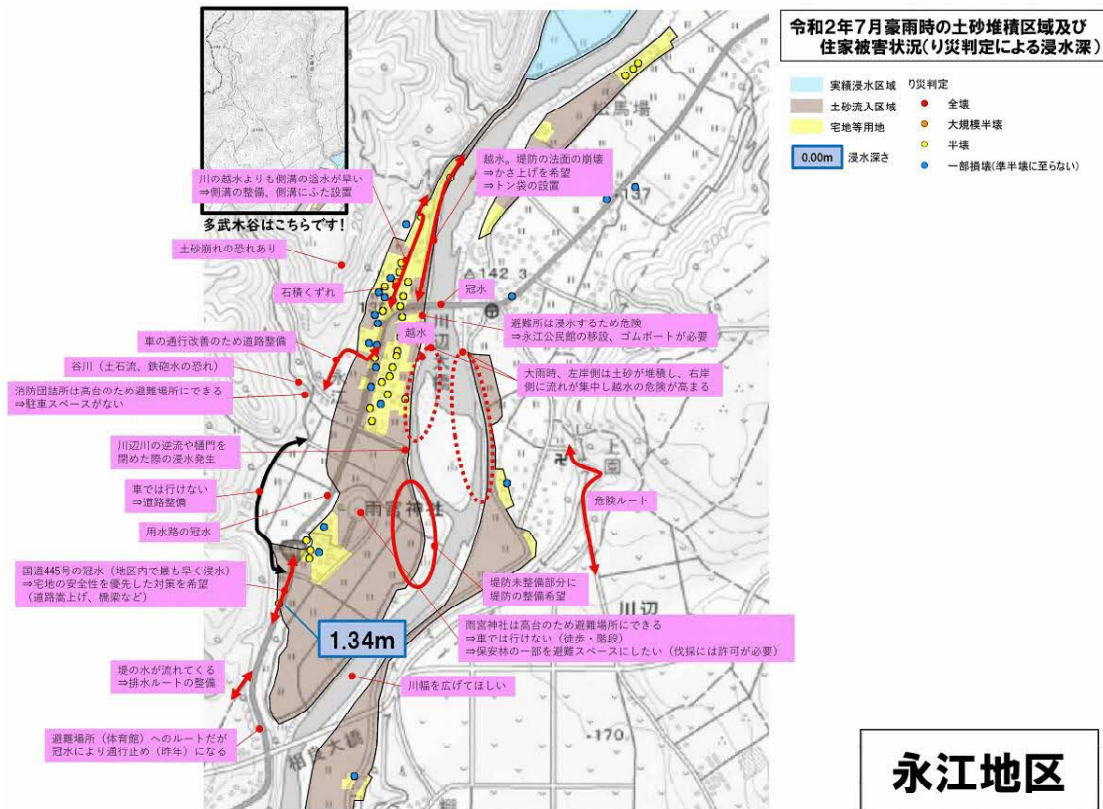 令和2年7月豪雨時の土砂堆積区域及び
住家被害状況(り災判定による浸水深)
実績浸水区域
土砂流入区域
宅地等用地
0.00m 浸水深さ
り災判定
全壊
大規模半壊
半壊
一部損壊(準半壊に至らない)
多武木谷はこちらです!
川の越水よりも側溝の溢水が早い
⇒側溝の整備、側溝にふた設置
越水。堤防の法面の崩壊
⇒かさ上げを希望
⇒トン袋の設置
松馬場
137
土砂崩れの恐れあり
石積くずれ
142.3
冠水
川辺
越水
避難所は浸水するため危険
⇒永江公民館の移設、ゴムボートが必要
車の通行改善のため道路整備
谷川(土石流、鉄砲水の恐れ)
大雨時、左岸側は土砂が堆積し、右岸
側に流れが集中し越水の危険が高まる
消防団詰所は高台のため避難場所にできる
⇒駐車スペースがない
永江
川辺川の逆流や樋門を
閉めた際の浸水発生
上園
車では行けない
⇒道路整備
危険ルート
雨宮神社
用水路の冠水
国道445号の冠水(地区内で最も早く浸水)
⇒宅地の安全性を優先した対策を希望
(道路嵩上げ、橋梁など)
堤防未整備部分に
堤防の整備希望
川辺
1.34m
雨宮神社は高台のため避難場所にできる
⇒車では行けない(徒歩・階段)
⇒保安林の一部を避難スペースにしたい(伐採には許可が必要)
堤の水が流れてくる
⇒排水ルートの整備
川幅を広げてほしい
避難場所(体育館)へのルートだが
冠水により通行止め(昨年)になる
相良大橋
170
永江地区